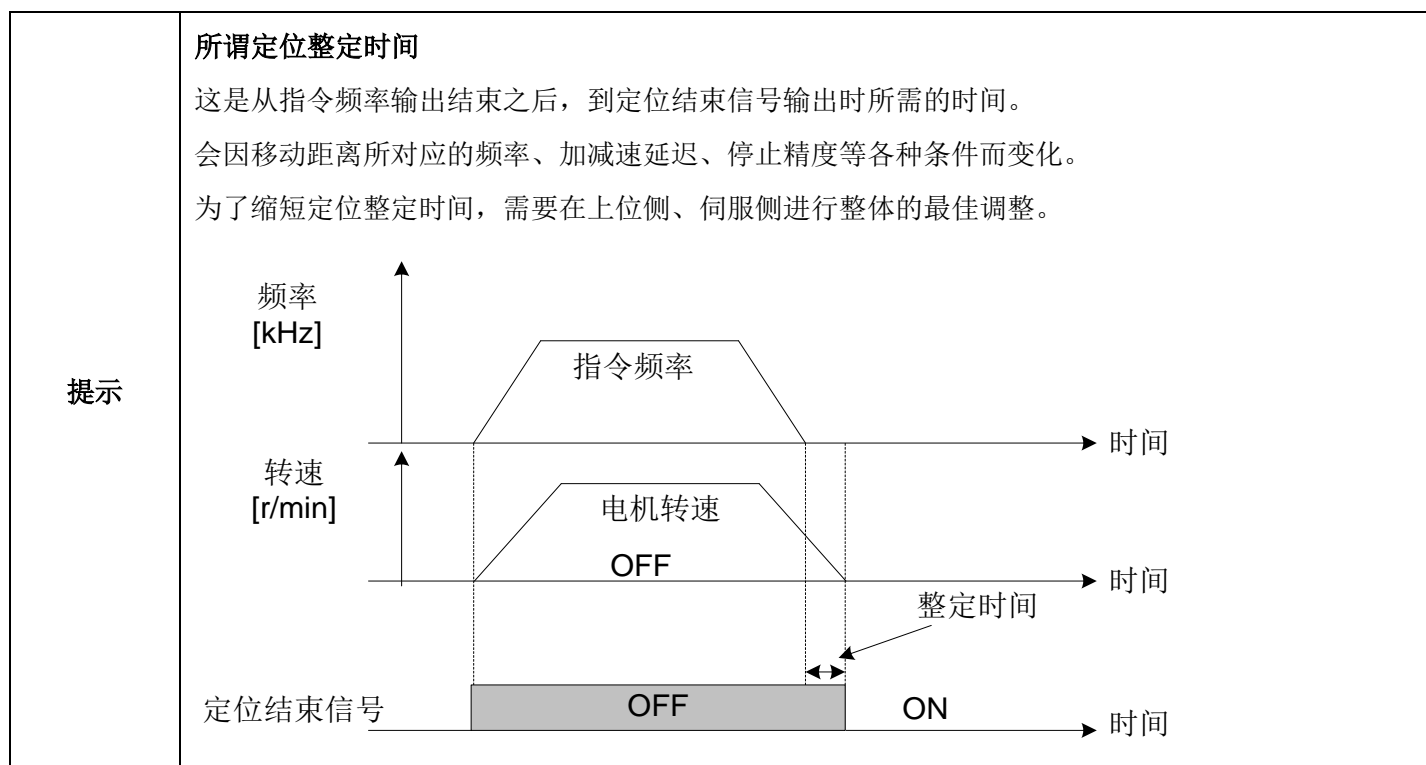 所谓定位整定时间
这是从指令频率输出结束之后，到定位结束信号输出时所需的时间。
会因移动距离所对应的频率、加减速延迟、停止精度等各种条件而变化。
为了缩短定位整定时间，需要在上位侧、伺服侧进行整体的最佳调整。
提示
频率
[kHz]
指令频率
时间
转速
[r/min]
电机转速
OFF
时间
整定时间
定位结束信号
OFF
ON
时间